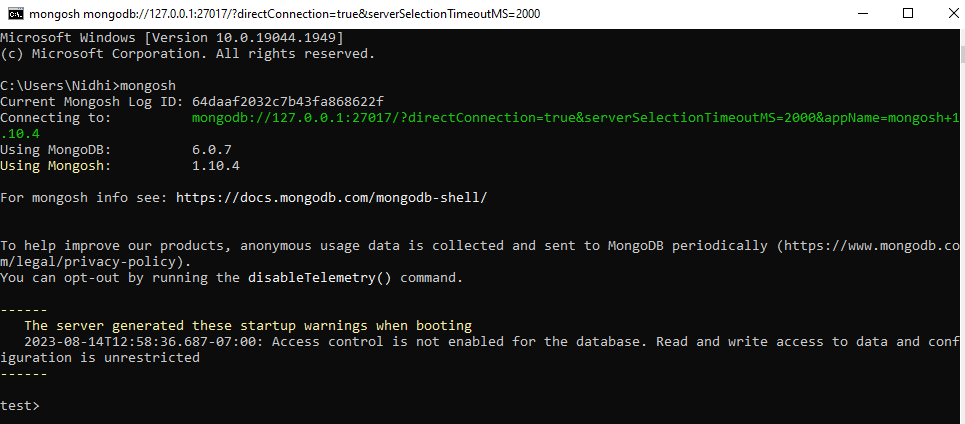 mongosh mongodb://127.0.0.1:27017/?directConnection=true&serverSelectionTimeoutMS=2000
Microsoft Windows [Version 10.0.19044.1949]
(c) Microsoft Corporation. All rights reserved.
C:\Users\Nidhi>mongosh
Current Mongosh Log ID: 64daaf2032c7b43fa868622f
Connecting to: mongodb://127.0.0.1:27017/?directConnection=true&serverSelectionTimeoutMS=2000&appName=mongosh+1
.10.4
Using MongoDB: 6.0.7
Using Mongosh: 1.10.4
For mongosh info see: https://docs.mongodb.com/mongodb-shell/
To help improve our products, anonymous usage data is collected and sent to MongoDB periodically (https://www.mongodb.co
m/legal/privacy-policy).
You can opt-out by running the disableTelemetry() command.
------
The server generated these startup warnings when booting
2023-08-14T12:58:36.687-07:00: Access control is not enabled for the database. Read and write access to data and conf
iguration is unrestricted
------
test>